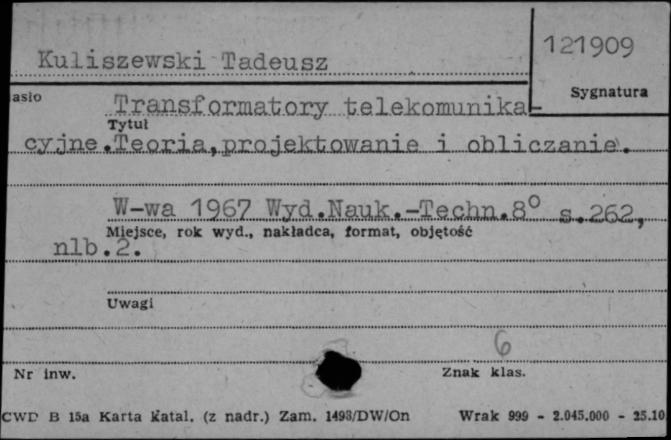 121909
Kuliszewski Tadeusz
asło
Sygnatura
Transformatory telekomunika-
Tytuł
cyjne.Teoria,projektowanie i obliczanie.
W-wa 1967 Wyd.Nauk.-Techn.8° s.262,
Miejsce, rok wyd., nakładca, format, objętość
nlb.2.
Uwagi
6
Nr inw.
Znak klas.
CWD B 15a Karta Katal. (z nadr.) Zam. 1493/DW/On Wrak 999 - 2.045.000 - 25.10